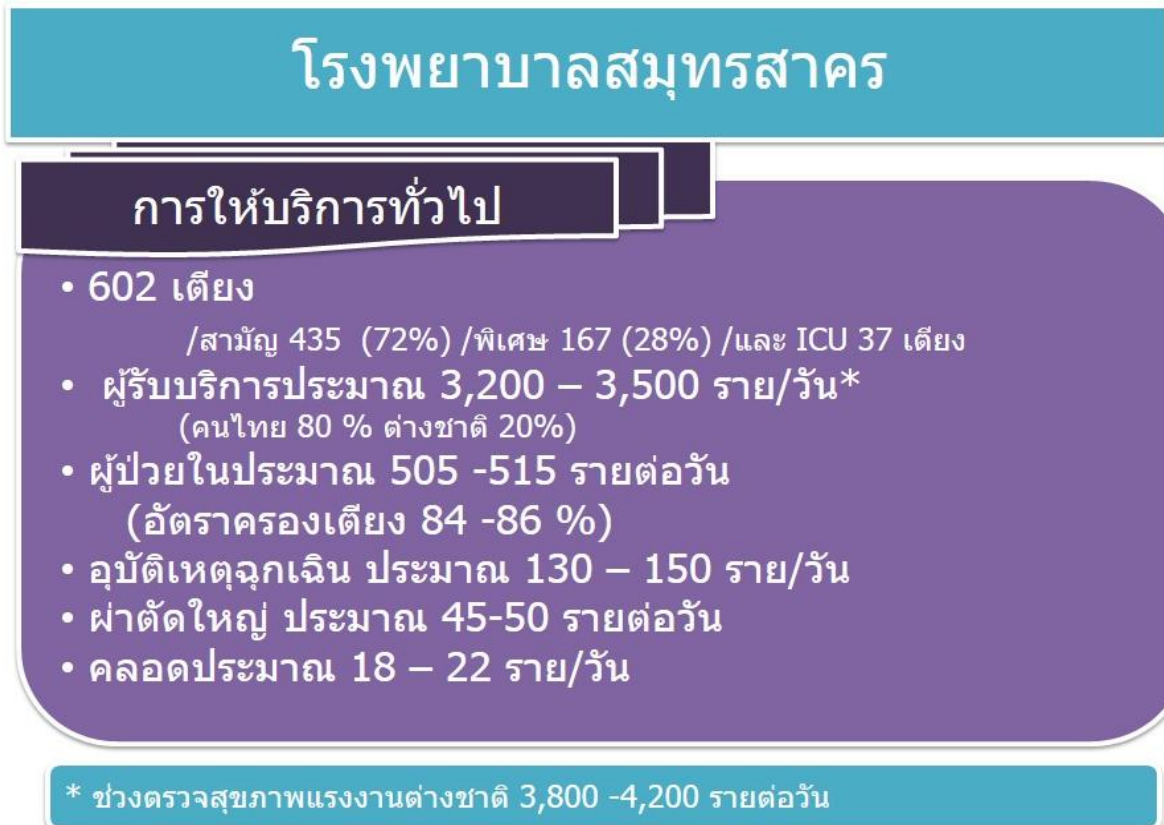 โรงพยาบาลสมุทรสาคร
การให้บริการทั่วไป
• 602 เตียง
/สามัญ 435 (72%) /พิเศษ 167 (28%) /และ ICU 37 เตียง
• ผู้รับบริการประมาณ 3,200 – 3,500 ราย/วัน*
(คนไทย 80 % ต่างชาติ 20%)
• ผู้ป่วยในประมาณ 505 -515 รายต่อวัน
(อัตราครองเตียง 84 -86 %)
• อุบัติเหตุฉุกเฉิน ประมาณ 130 – 150 ราย/วัน
• ผ่าตัดใหญ่ ประมาณ 45-50 รายต่อวัน
• คลอดประมาณ 18 – 22 ราย/วัน
* ช่วงตรวจสุขภาพแรงงานต่างชาติ 3,800 -4,200 รายต่อวัน